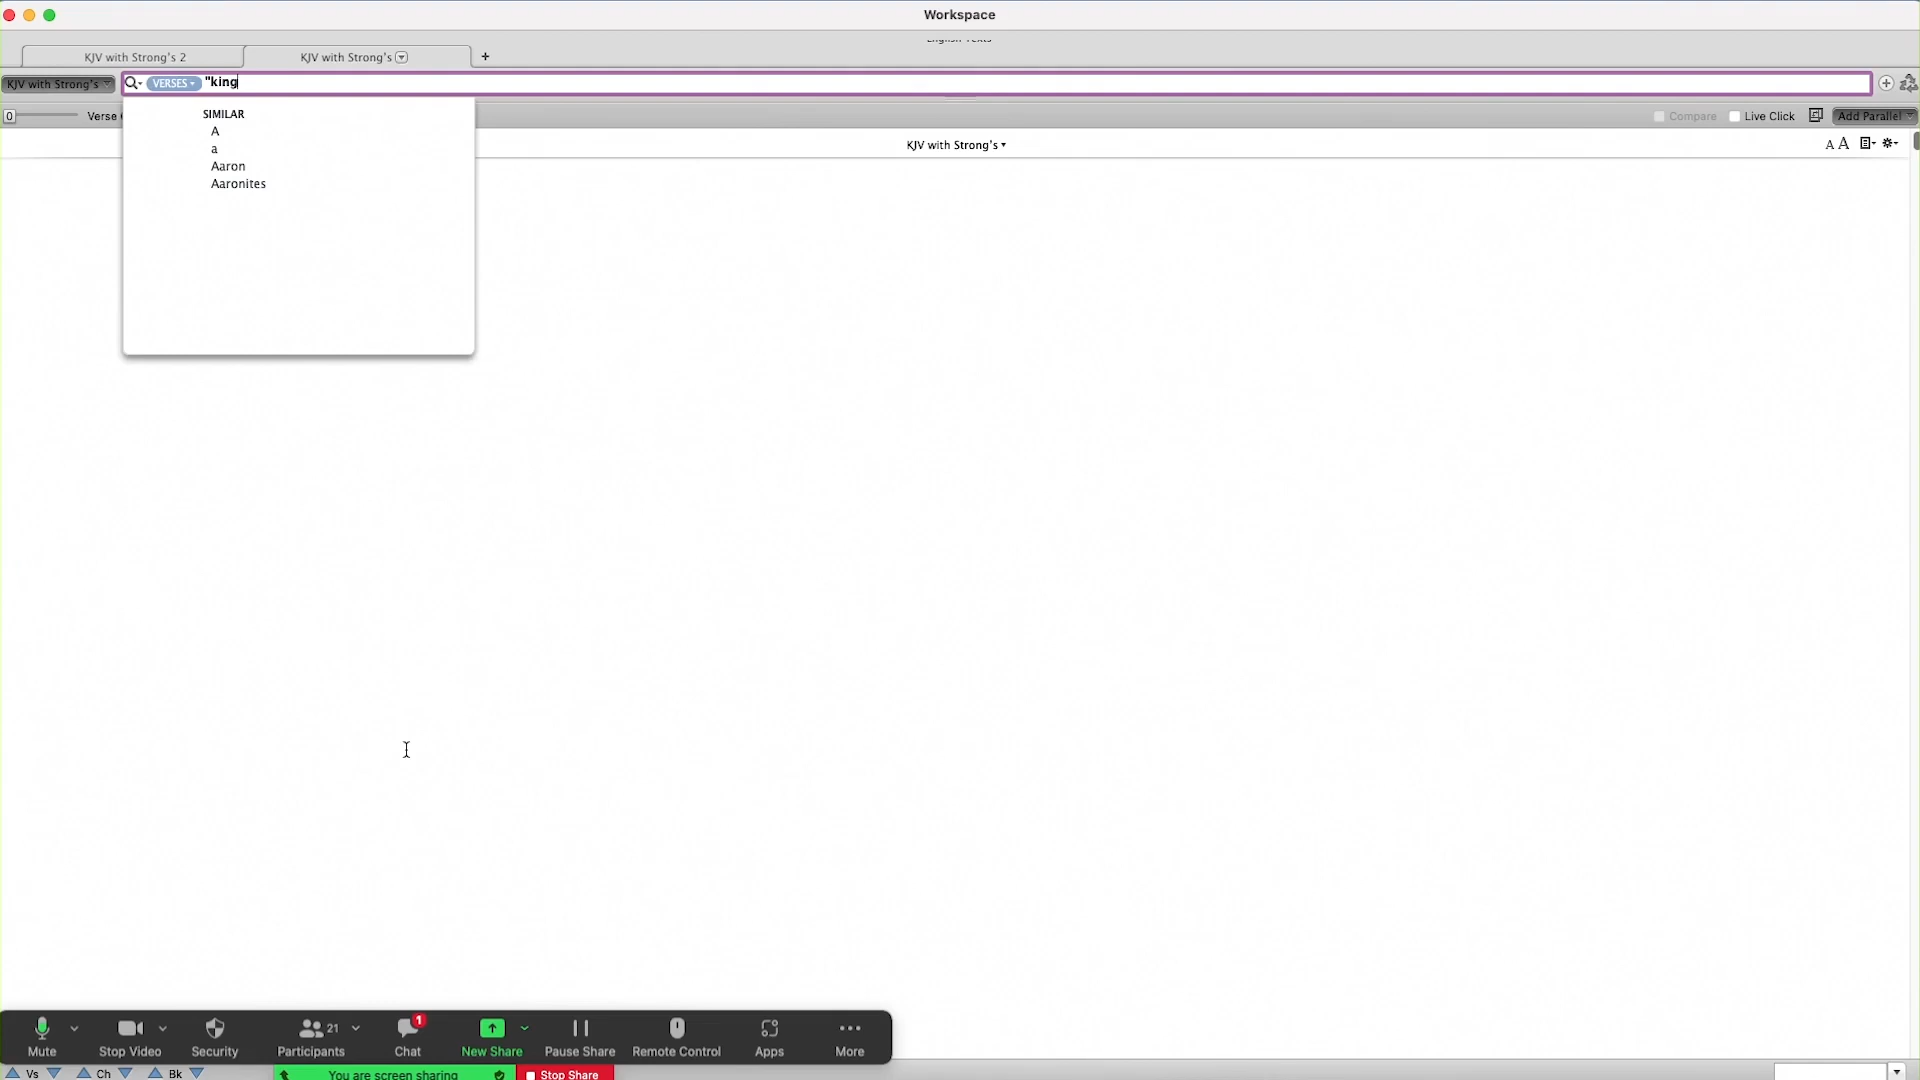 Workspace
English Texts
KJV with Strong's 2
KJV with Strong's
+
KJV with Strong's
VERSES
"king
SIMILAR
A
a
Aaron
Aaronites
0
Verse
Compare
Live Click
Add Parallel
KJV with Strong's
A A
Mute
Stop Video
Security
21
Participants
1
Chat
New Share
Pause Share
Remote Control
Apps
More
Vs
Ch
Bk
You are screen sharing
Stop Share